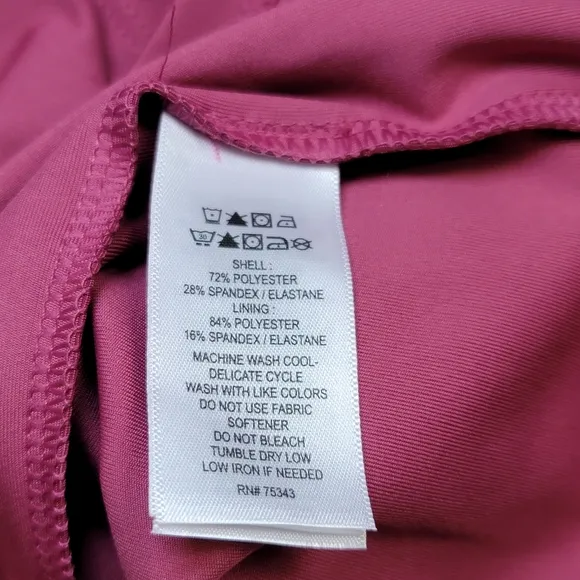 30
SHELL :
72% POLYESTER
28% SPANDEX / ELASTANE
LINING :
84% POLYESTER
16% SPANDEX / ELASTANE
MACHINE WASH COOL-
DELICATE CYCLE
WASH WITH LIKE COLORS
DO NOT USE FABRIC
SOFTENER
DO NOT BLEACH
TUMBLE DRY LOW
LOW IRON IF NEEDED
RN# 75343